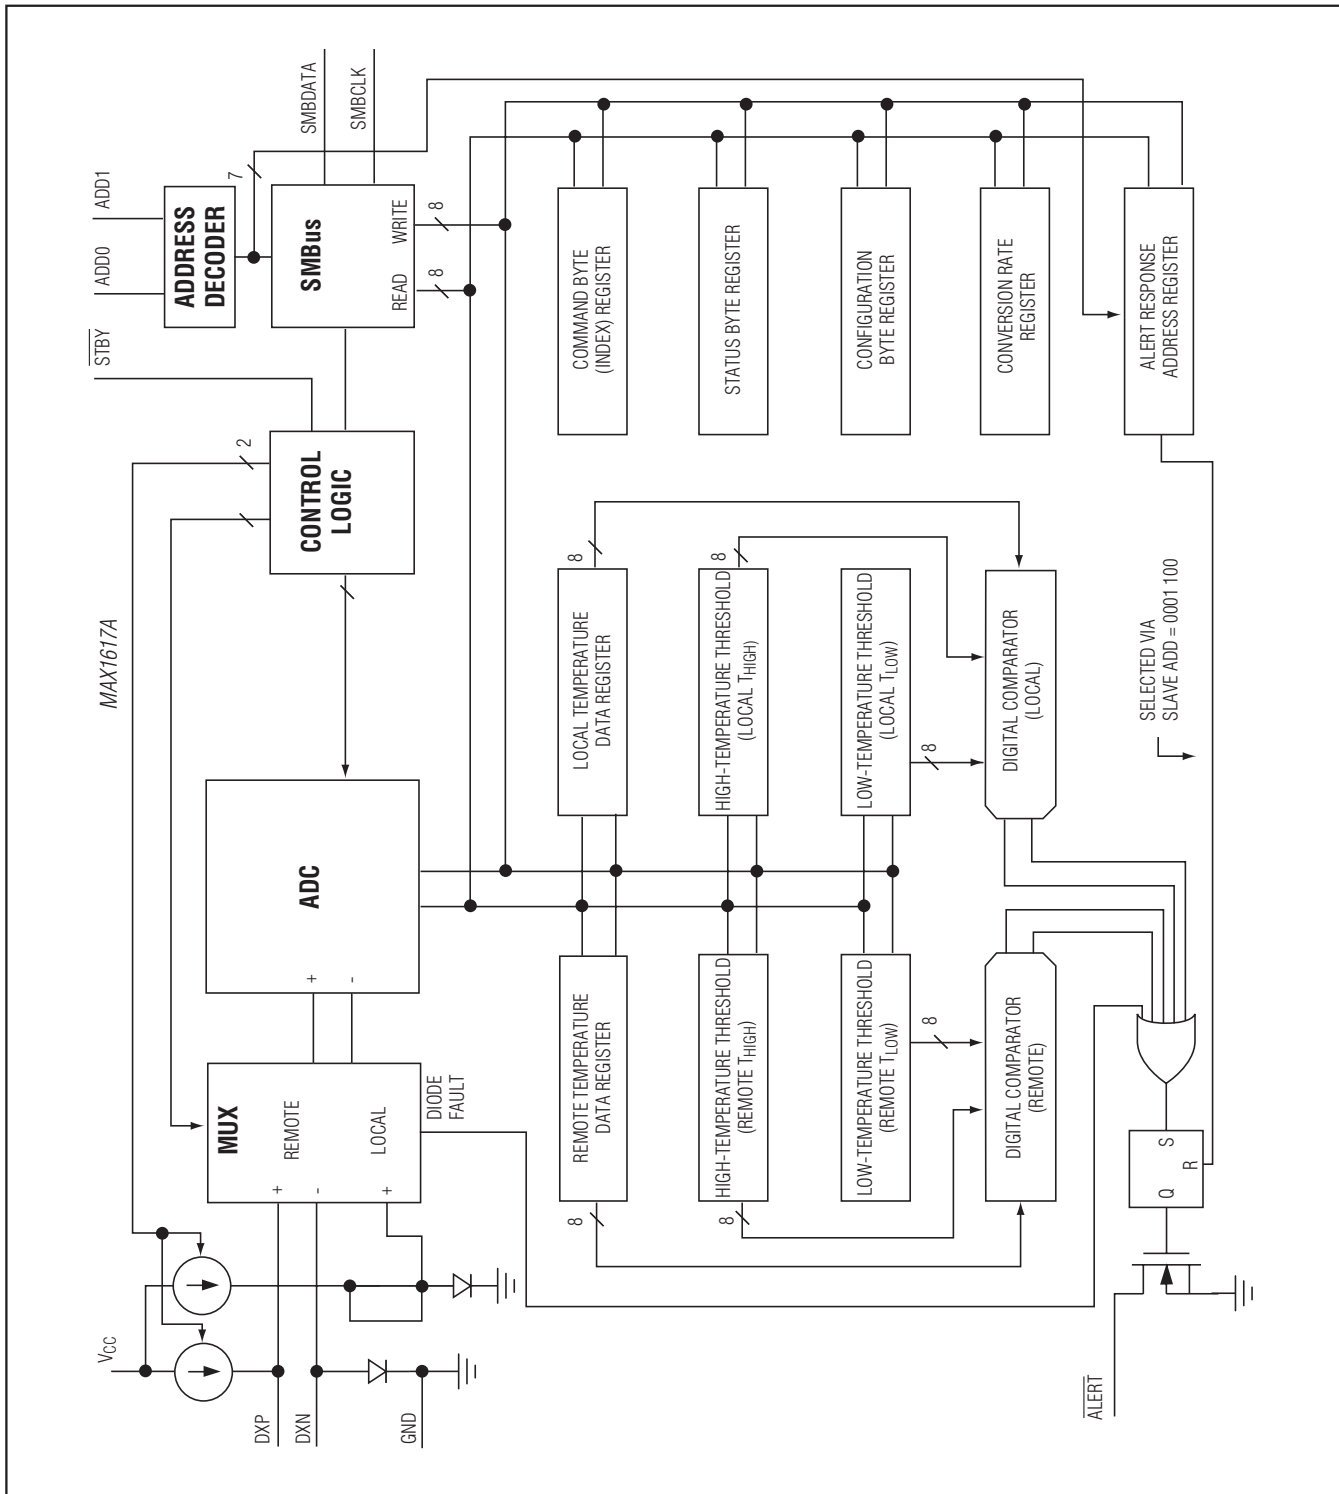 MAX1617A
VCC
DXP
DXN
GND
+
-
+
MUX
REMOTE
LOCAL
DIODE
FAULT
+
-
ADC
CONTROL
LOGIC
2
STBY
ADD0
ADD1
ADDRESS
DECODER
7
SMBus
READ
WRITE
8
8
SMBDATA
SMBCLK
REMOTE TEMPERATURE
DATA REGISTER
8
HIGH-TEMPERATURE THRESHOLD
(REMOTE THIGH)
8
LOW-TEMPERATURE THRESHOLD
(REMOTE TLOW)
8
DIGITAL COMPARATOR
(REMOTE)
LOCAL TEMPERATURE
DATA REGISTER
8
HIGH-TEMPERATURE THRESHOLD
(LOCAL THIGH)
8
LOW-TEMPERATURE THRESHOLD
(LOCAL TLOW)
8
DIGITAL COMPARATOR
(LOCAL)
COMMAND BYTE
(INDEX) REGISTER
STATUS BYTE REGISTER
CONFIGURATION
BYTE REGISTER
CONVERSION RATE
REGISTER
ALERT RESPONSE
ADDRESS REGISTER
SELECTED VIA
SLAVE ADD = 0001 100
Q
S
R
ALERT